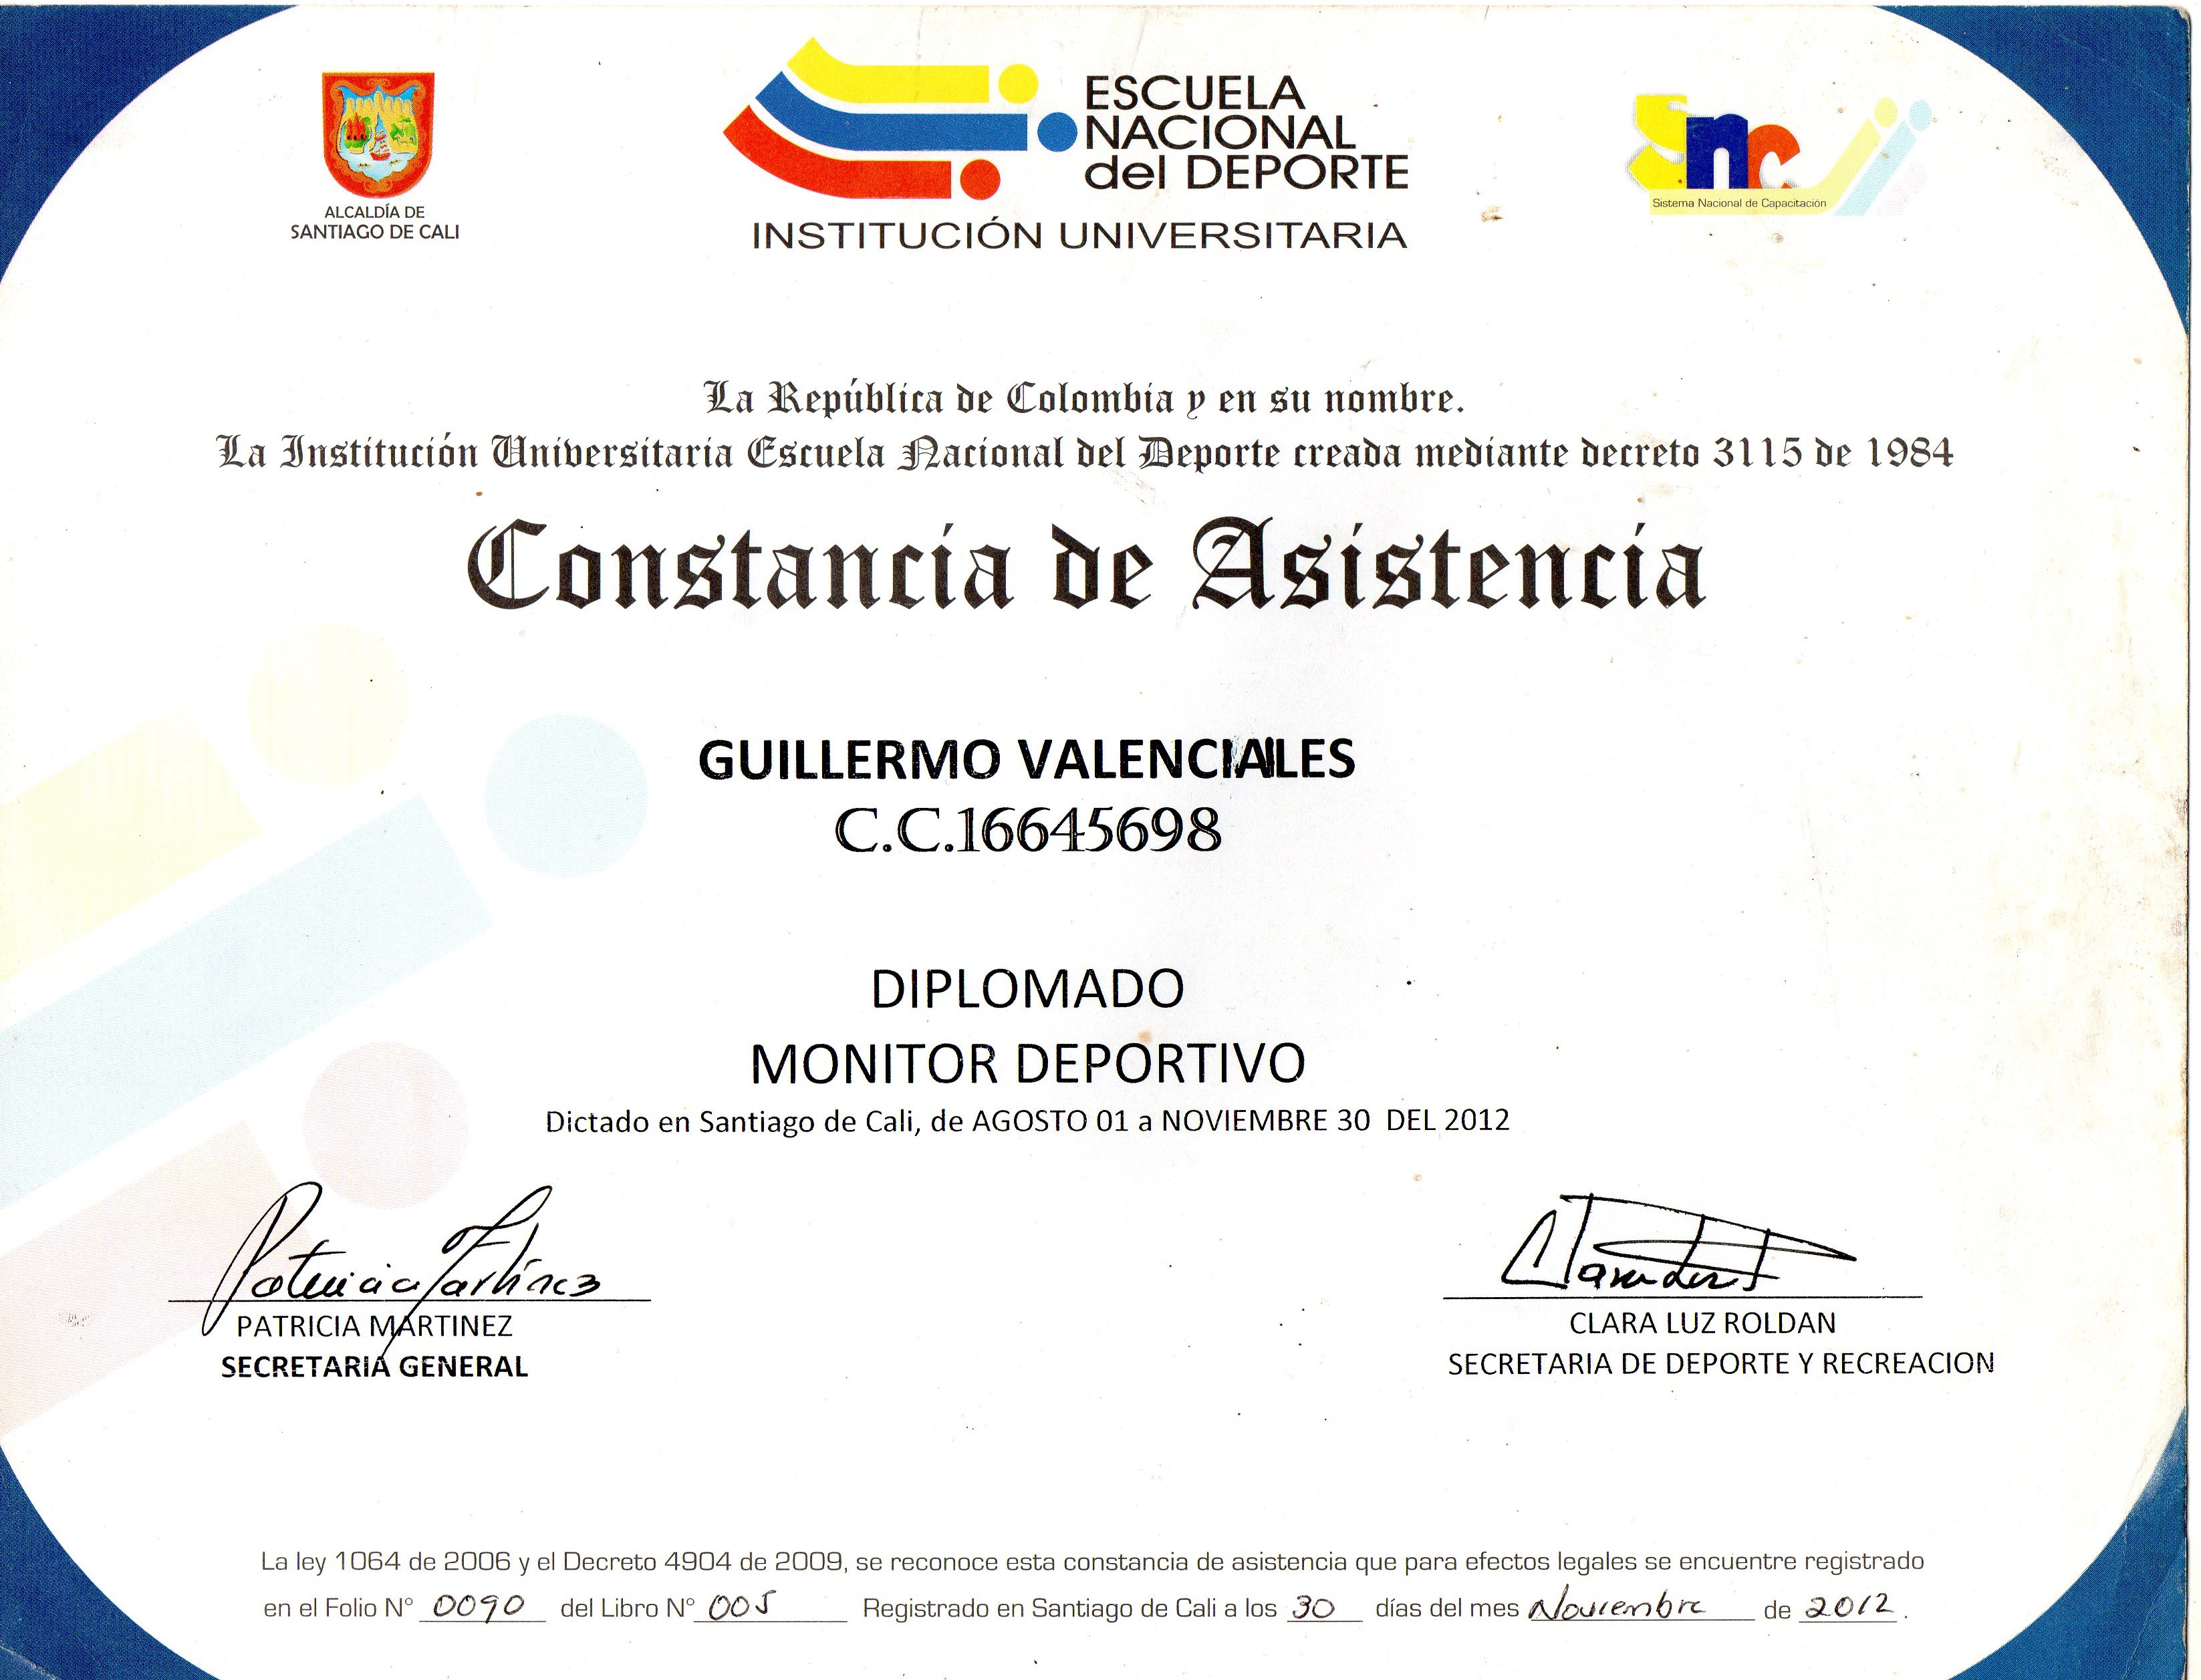 ALCALDÍA DE
SANTIAGO DE CALI
ESCUELA
NACIONAL
del DEPORTE
INSTITUCIÓN UNIVERSITARIA
snc
Sistema Nacional de Capacitación
La República de Colombia y en su nombre.
La Institución Universitaria Escuela Nacional del Deporte creada mediante decreto 3115 de 1984
Constancia de Asistencia
GUILLERMO
C.C.16645698
DIPLOMADO
MONITOR DEPORTIVO
Dictado en Santiago de Cali, de AGOSTO 01 a NOVIEMBRE 30 DEL 2012
Patricia Martínez
PATRICIA MARTINEZ
SECRETARIA GENERAL
CLARA LUZ ROLDAN
SECRETARIA DE DEPORTE Y RECREACION
La ley 1064 de 2006 y el Decreto 4904 de 2009, se reconoce esta constancia de asistencia que para efectos legales se encuentre registrado
en el Folio N° 0090 del Libro N° 005 Registrado en Santiago de Cali a los 30 días del mes Noviembre de 2012.